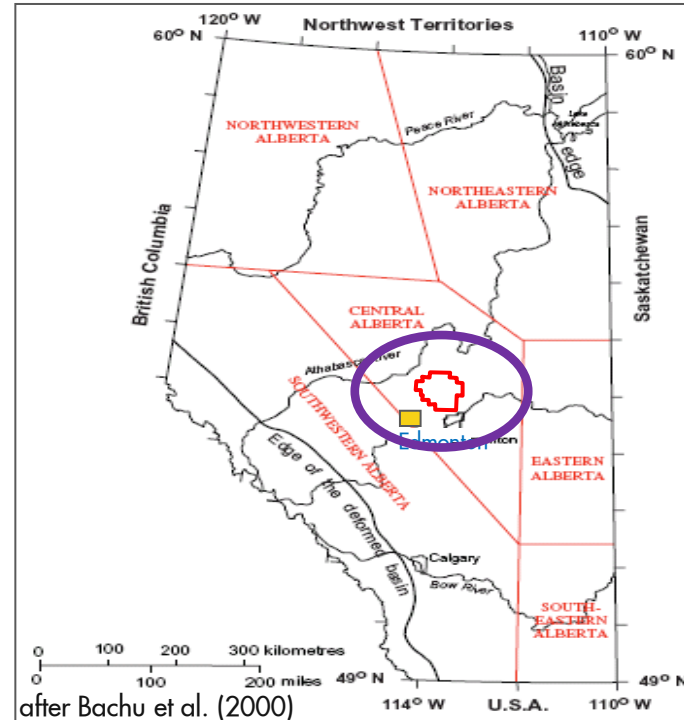 120° W
Northwest Territories
110° W
60° N
60° N
Basin
edge
NORTHWESTERN
ALBERTA
Peace River
NORTHEASTERN
ALBERTA
British Columbia
Saskatchewan
CENTRAL
ALBERTA
Athabasca River
SOUTHWESTERN ALBERTA
Edmonton
EASTERN
ALBERTA
Edge of the deformed basin
Calgary
Bow River
SOUTH-
EASTERN
ALBERTA
0 100 200 300 kilometres
0 100 200 miles
49° N
49° N
after Bachu et al. (2000)
114° W
U.S.A.
110° W